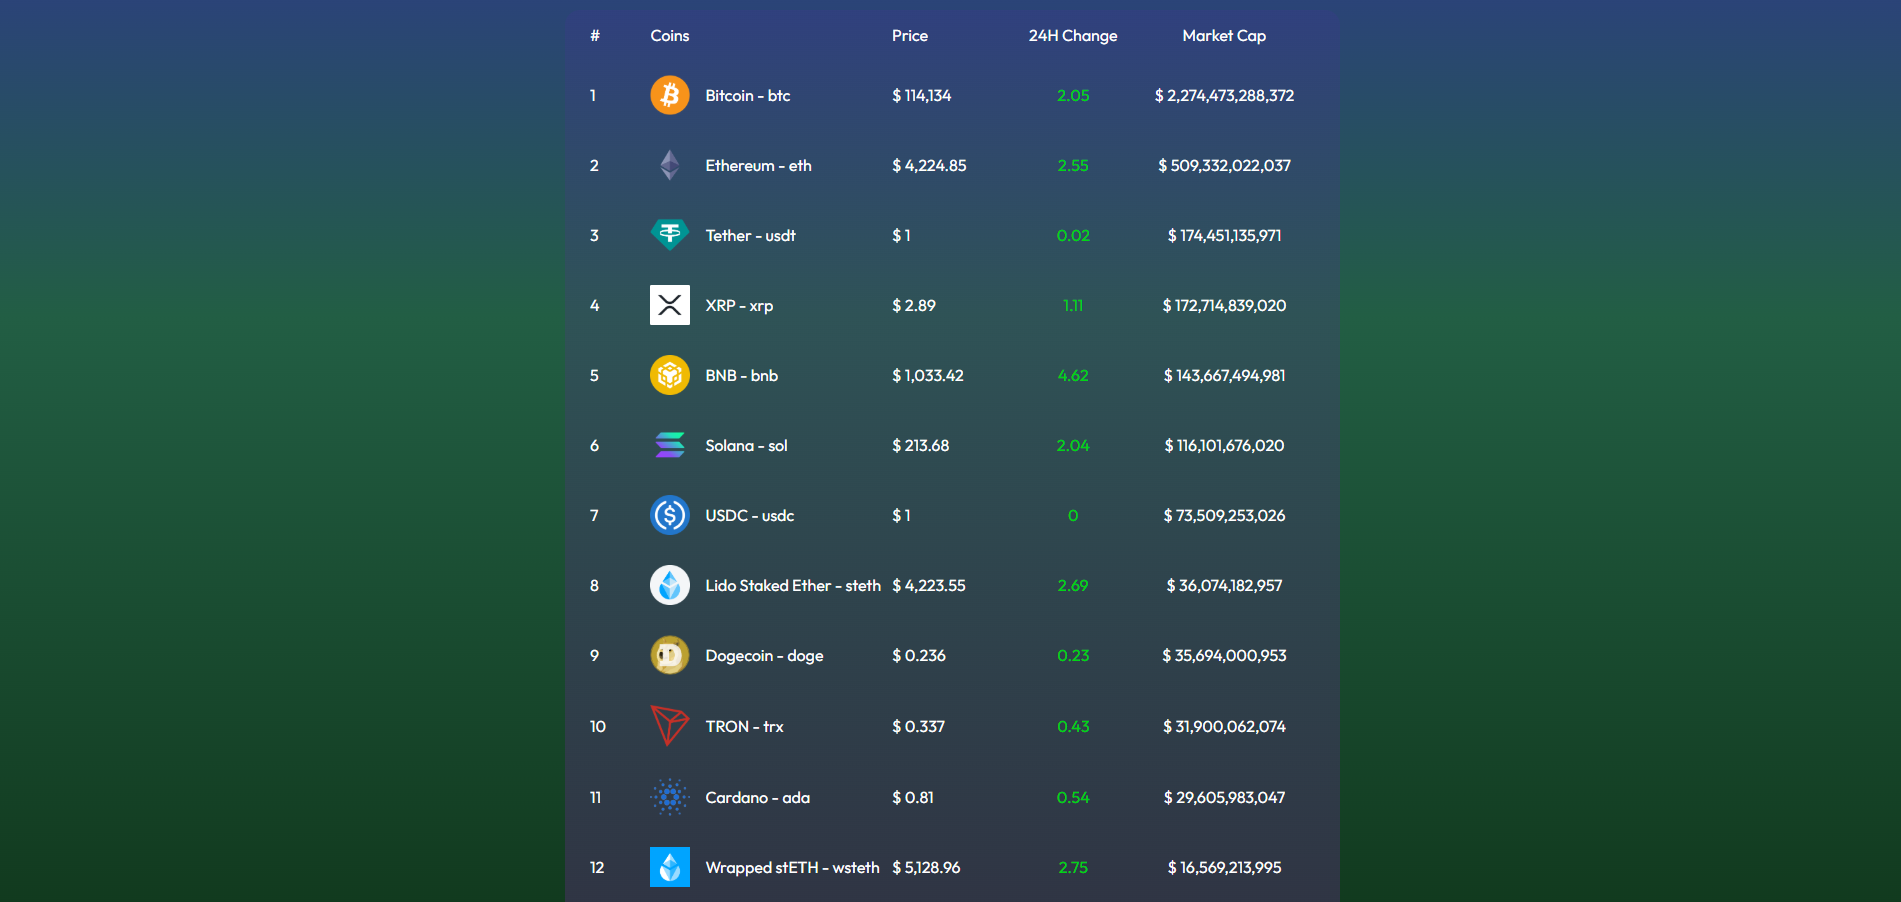 # Coins Price 24H Change Market Cap
1 Bitcoin - btc $ 114,134 2.05 $ 2,274,473,288,372
2 Ethereum - eth $ 4,224.85 2.55 $ 509,332,022,037
3 Tether - usdt $ 1 0.02 $ 174,451,135,971
4 XRP - xrp $ 2.89 1.11 $ 172,714,839,020
5 BNB - bnb $ 1,033.42 4.62 $ 143,667,494,981
6 Solana - sol $ 213.68 2.04 $ 116,101,676,020
7 USDC - usdc $ 1 0 $ 73,509,253,026
8 Lido Staked Ether - steth $ 4,223.55 2.69 $ 36,074,182,957
9 Dogecoin - doge $ 0.236 0.23 $ 35,694,000,953
10 TRON - trx $ 0.337 0.43 $ 31,900,062,074
11 Cardano - ada $ 0.81 0.54 $ 29,605,983,047
12 Wrapped stETH - wsteth $ 5,128.96 2.75 $ 16,569,213,995